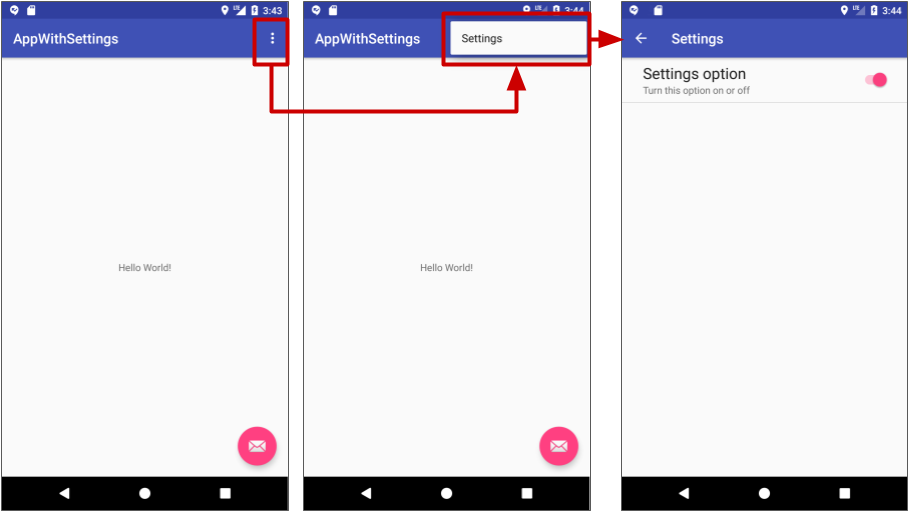 LTE 3:43
AppWithSettings
Hello World!
LTE 3:44
AppWithSettings
Settings
Hello World!
LTE 3:44
Settings
Settings option
Turn this option on or off